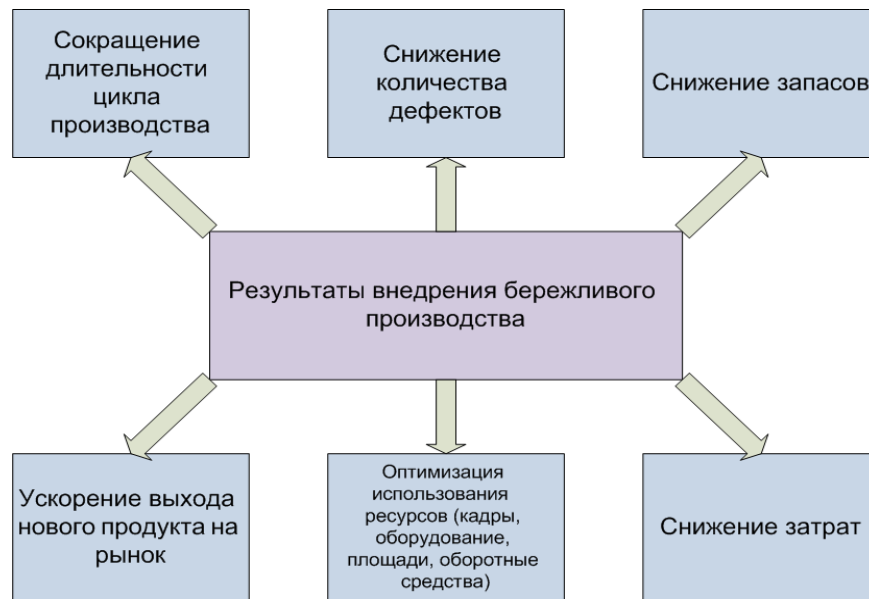 Сокращение
длительности
цикла
производства
Снижение
количества
дефектов
Снижение запасов
Результаты внедрения бережливого
производства
Ускорение выхода
нового продукта на
рынок
Оптимизация
использования
ресурсов (кадры,
оборудование,
площади, оборотные
средства)
Снижение затрат